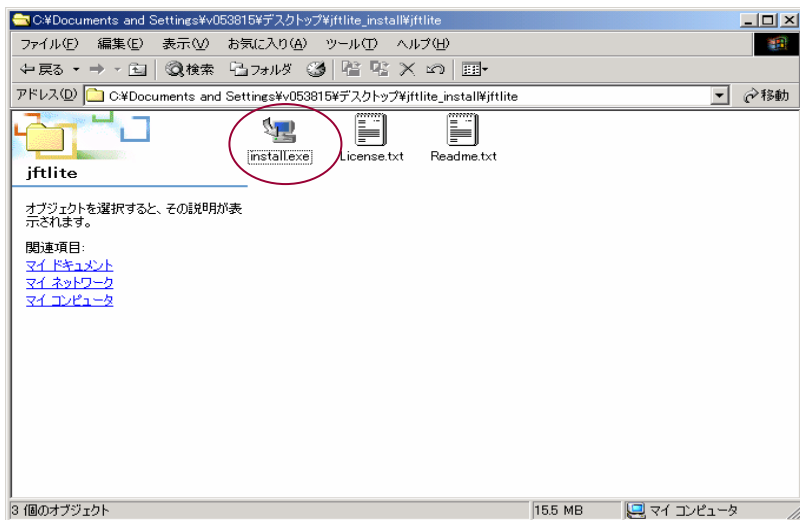 C:¥Documents and Settings¥v053815¥デスクトップ¥jftlite_install¥jftlite
ファイル(F) 編集(E) 表示(V) お気に入り(A) ツール(T) ヘルプ(H)
戻る 検索 フォルダ
アドレス(D) C:¥Documents and Settings¥v053815¥デスクトップ¥jftlite_install¥jftlite 移動
install.exe License.txt Readme.txt
jftlite
オブジェクトを選択すると、その説明が表
示されます。
関連項目:
マイ ドキュメント
マイ ネットワーク
マイ コンピュータ
3 個のオブジェクト 15.5 MB マイ コンピュータ